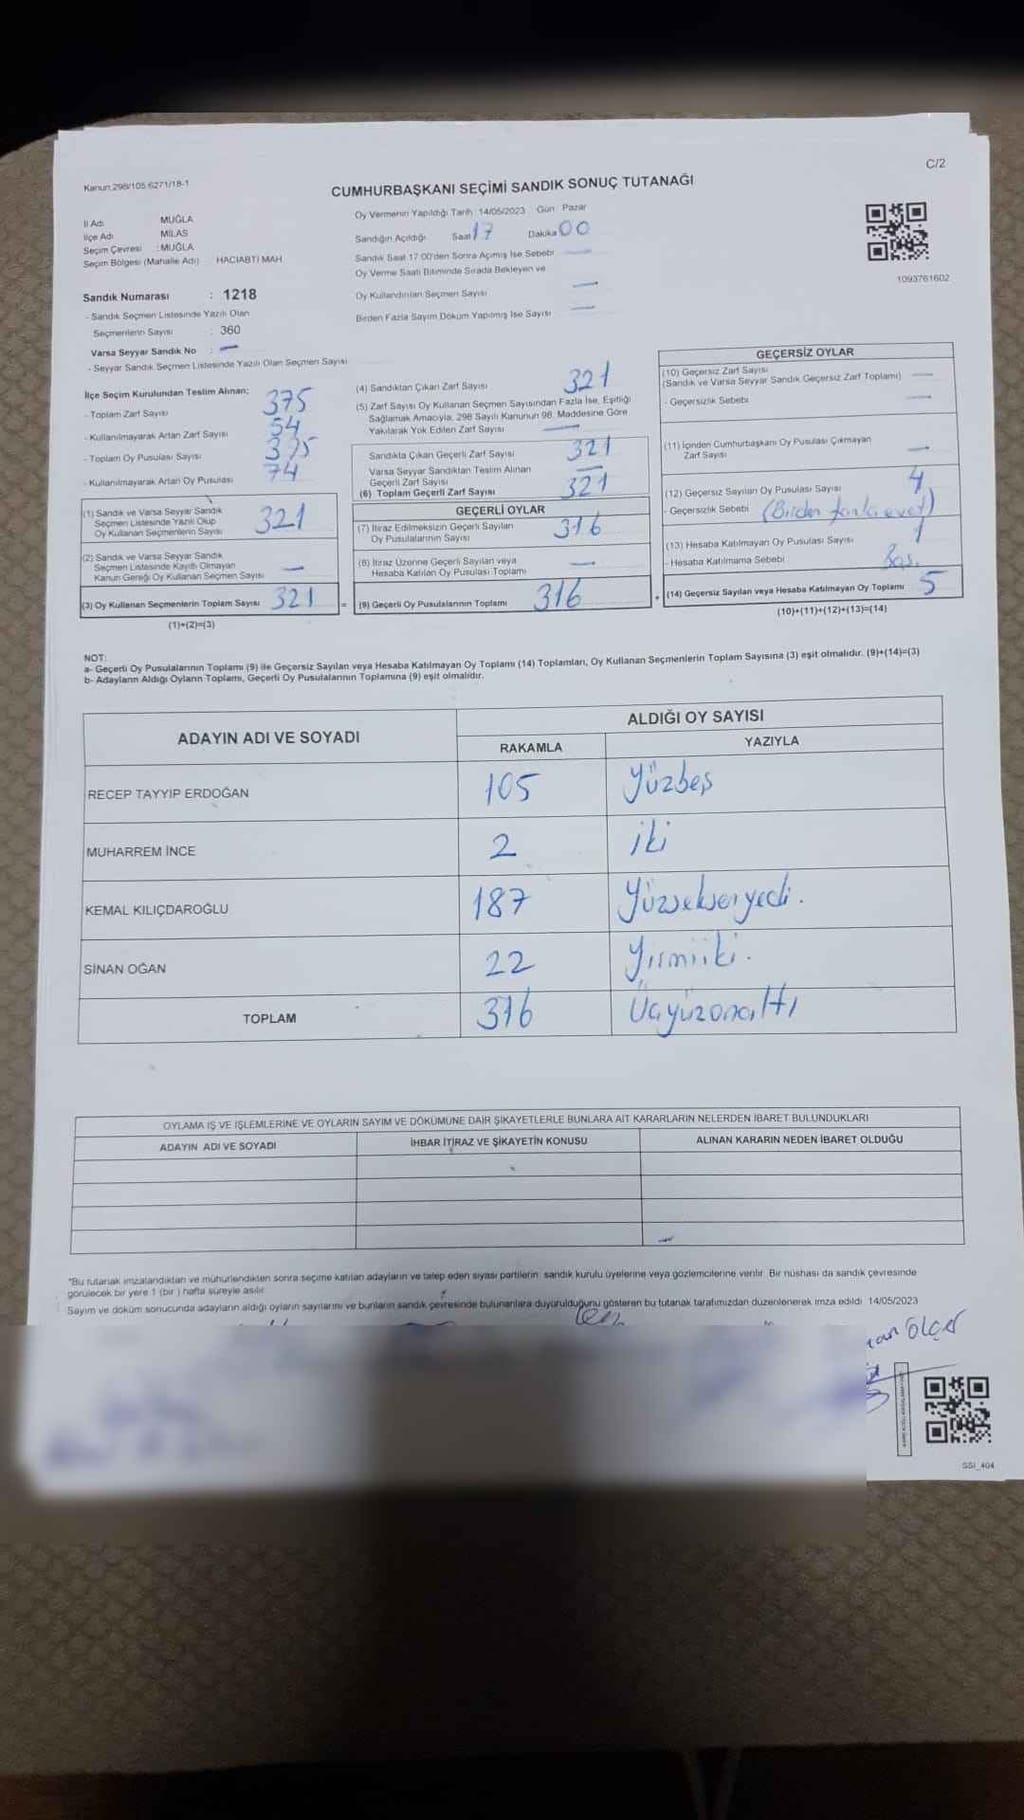 C/2
Kanun:298/105 6271/18-1
CUMHURBAŞKANI SEÇİMİ SANDIK SONUÇ TUTANAĞI
İl Adı MUĞLA
İlçe Adı MİLAS
Seçim Çevresi : MUĞLA
Seçim Bölgesi (Mahalle Adı) HACIABTİ MAH
Oy Vermenin Yapıldığı Tarih :14/05/2023 Gün : Pazar
Sandığın Açıldığı Saat 17 Dakika 00
Sandık Saat 17:00'den Sonra Açımış İse Sebebi —
Oy Verme Saati Bitiminde Sırada Bekleyen ve
Oy Kullandırılan Seçmen Sayısı —
Birden Fazla Sayım Döküm Yapılmış İse Sayısı —
1093761602
Sandık Numarası : 1218
- Sandık Seçmen Listesinde Yazılı Olan
Seçmenlerin Sayısı : 360
Varsa Seyyar Sandık No : —
- Seyyar Sandık Seçmen Listesinde Yazılı Olan Seçmen Sayısı
İlçe Seçim Kurulundan Teslim Alınan;
- Toplam Zarf Sayısı 375
- Kullanılmayarak Artan Zarf Sayısı 54
- Toplam Oy Pusulası Sayısı 375
- Kullanılmayarak Artan Oy Pusulası 74
(1) Sandık ve Varsa Seyyar Sandık
Seçmen Listesinde Yazılı Olup
Oy Kullanan Seçmenlerin Sayısı 321
(2) Sandık ve Varsa Seyyar Sandık
Seçmen Listesinde Kayıtlı Olmayan
Kanun Gereği Oy Kullanan Seçmen Sayısı —
(3) Oy Kullanan Seçmenlerin Toplam Sayısı 321 =
(1)+(2)=(3)
(4) Sandıktan Çıkan Zarf Sayısı 321
(5) Zarf Sayısı Oy Kullanan Seçmen Sayısından Fazla İse, Eşitliği
Sağlamak Amacıyla, 298 Sayılı Kanunun 98. Maddesine Göre
Yakılarak Yok Edilen Zarf Sayısı —
Sandıkta Çıkan Geçerli Zarf Sayısı 321
Varsa Seyyar Sandıktan Teslim Alınan
Geçerli Zarf Sayısı —
(6) Toplam Geçerli Zarf Sayısı 321
GEÇERLİ OYLAR
(7) İtiraz Edilmeksizin Geçerli Sayılan
Oy Pusulalarının Sayısı 316
(8) İtiraz Üzerine Geçerli Sayılan veya
Hesaba Katılan Oy Pusulası Toplamı —
(9) Geçerli Oy Pusulalarının Toplamı 316 +
GEÇERSİZ OYLAR
(10) Geçersiz Zarf Sayısı
(Sandık ve Varsa Seyyar Sandık Geçersiz Zarf Toplamı) —
- Geçersizlik Sebebi —
(11) İçinden Cumhurbaşkanı Oy Pusulası Çıkmayan
Zarf Sayısı —
(12) Geçersiz Sayılan Oy Pusulası Sayısı 4
- Geçersizlik Sebebi (Birden fazla evet)
(13) Hesaba Katılmayan Oy Pusulası Sayısı 1
- Hesaba Katılmama Sebebi Boş.
(14) Geçersiz Sayılan veya Hesaba Katılmayan Oy Toplamı 5
(10)+(11)+(12)+(13)=(14)
NOT:
a- Geçerli Oy Pusulalarının Toplamı (9) ile Geçersiz Sayılan veya Hesaba Katılmayan Oy Toplamı (14) Toplamları, Oy Kullanan Seçmenlerin Toplam Sayısına (3) eşit olmalıdır. (9)+(14)=(3)
b- Adayların Aldığı Oyların Toplamı, Geçerli Oy Pusulalarının Toplamına (9) eşit olmalıdır.
ADAYIN ADI VE SOYADI
ALDIĞI OY SAYISI
RAKAMLA YAZIYLA
RECEP TAYYIP ERDOĞAN 105 Yüzbeş
MUHARREM İNCE 2 iki
KEMAL KILIÇDAROĞLU 187 Yüzseksenyedi.
SİNAN OĞAN 22 Yirmiiki.
TOPLAM 316 Üçyüzonaltı
OYLAMA İŞ VE İŞLEMLERİNE VE OYLARIN SAYIM VE DÖKÜMÜNE DAİR ŞİKAYETLERLE BUNLARA AİT KARARLARIN NELERDEN İBARET BULUNDUKLARI
ADAYIN ADI VE SOYADI İHBAR İTİRAZ VE ŞİKAYETİN KONUSU ALINAN KARARIN NEDEN İBARET OLDUĞU
*Bu tutanak imzalandıktan ve mühürlendikten sonra seçime katılan adayların ve talep eden siyasi partilerin sandık kurulu üyelerine veya gözlemcilerine verilir. Bir nüshası da sandık çevresinde
görülecek bir yere 1 (bir ) hafta süreyle asılır.
Sayım ve döküm sonucunda adayların aldığı oyların sayılarını ve bunların sandık çevresinde bulunanlara duyurulduğunu gösteren bu tutanak tarafımızdan düzenlenerek imza edildi 14/05/2023
Ölçer
SSI_404